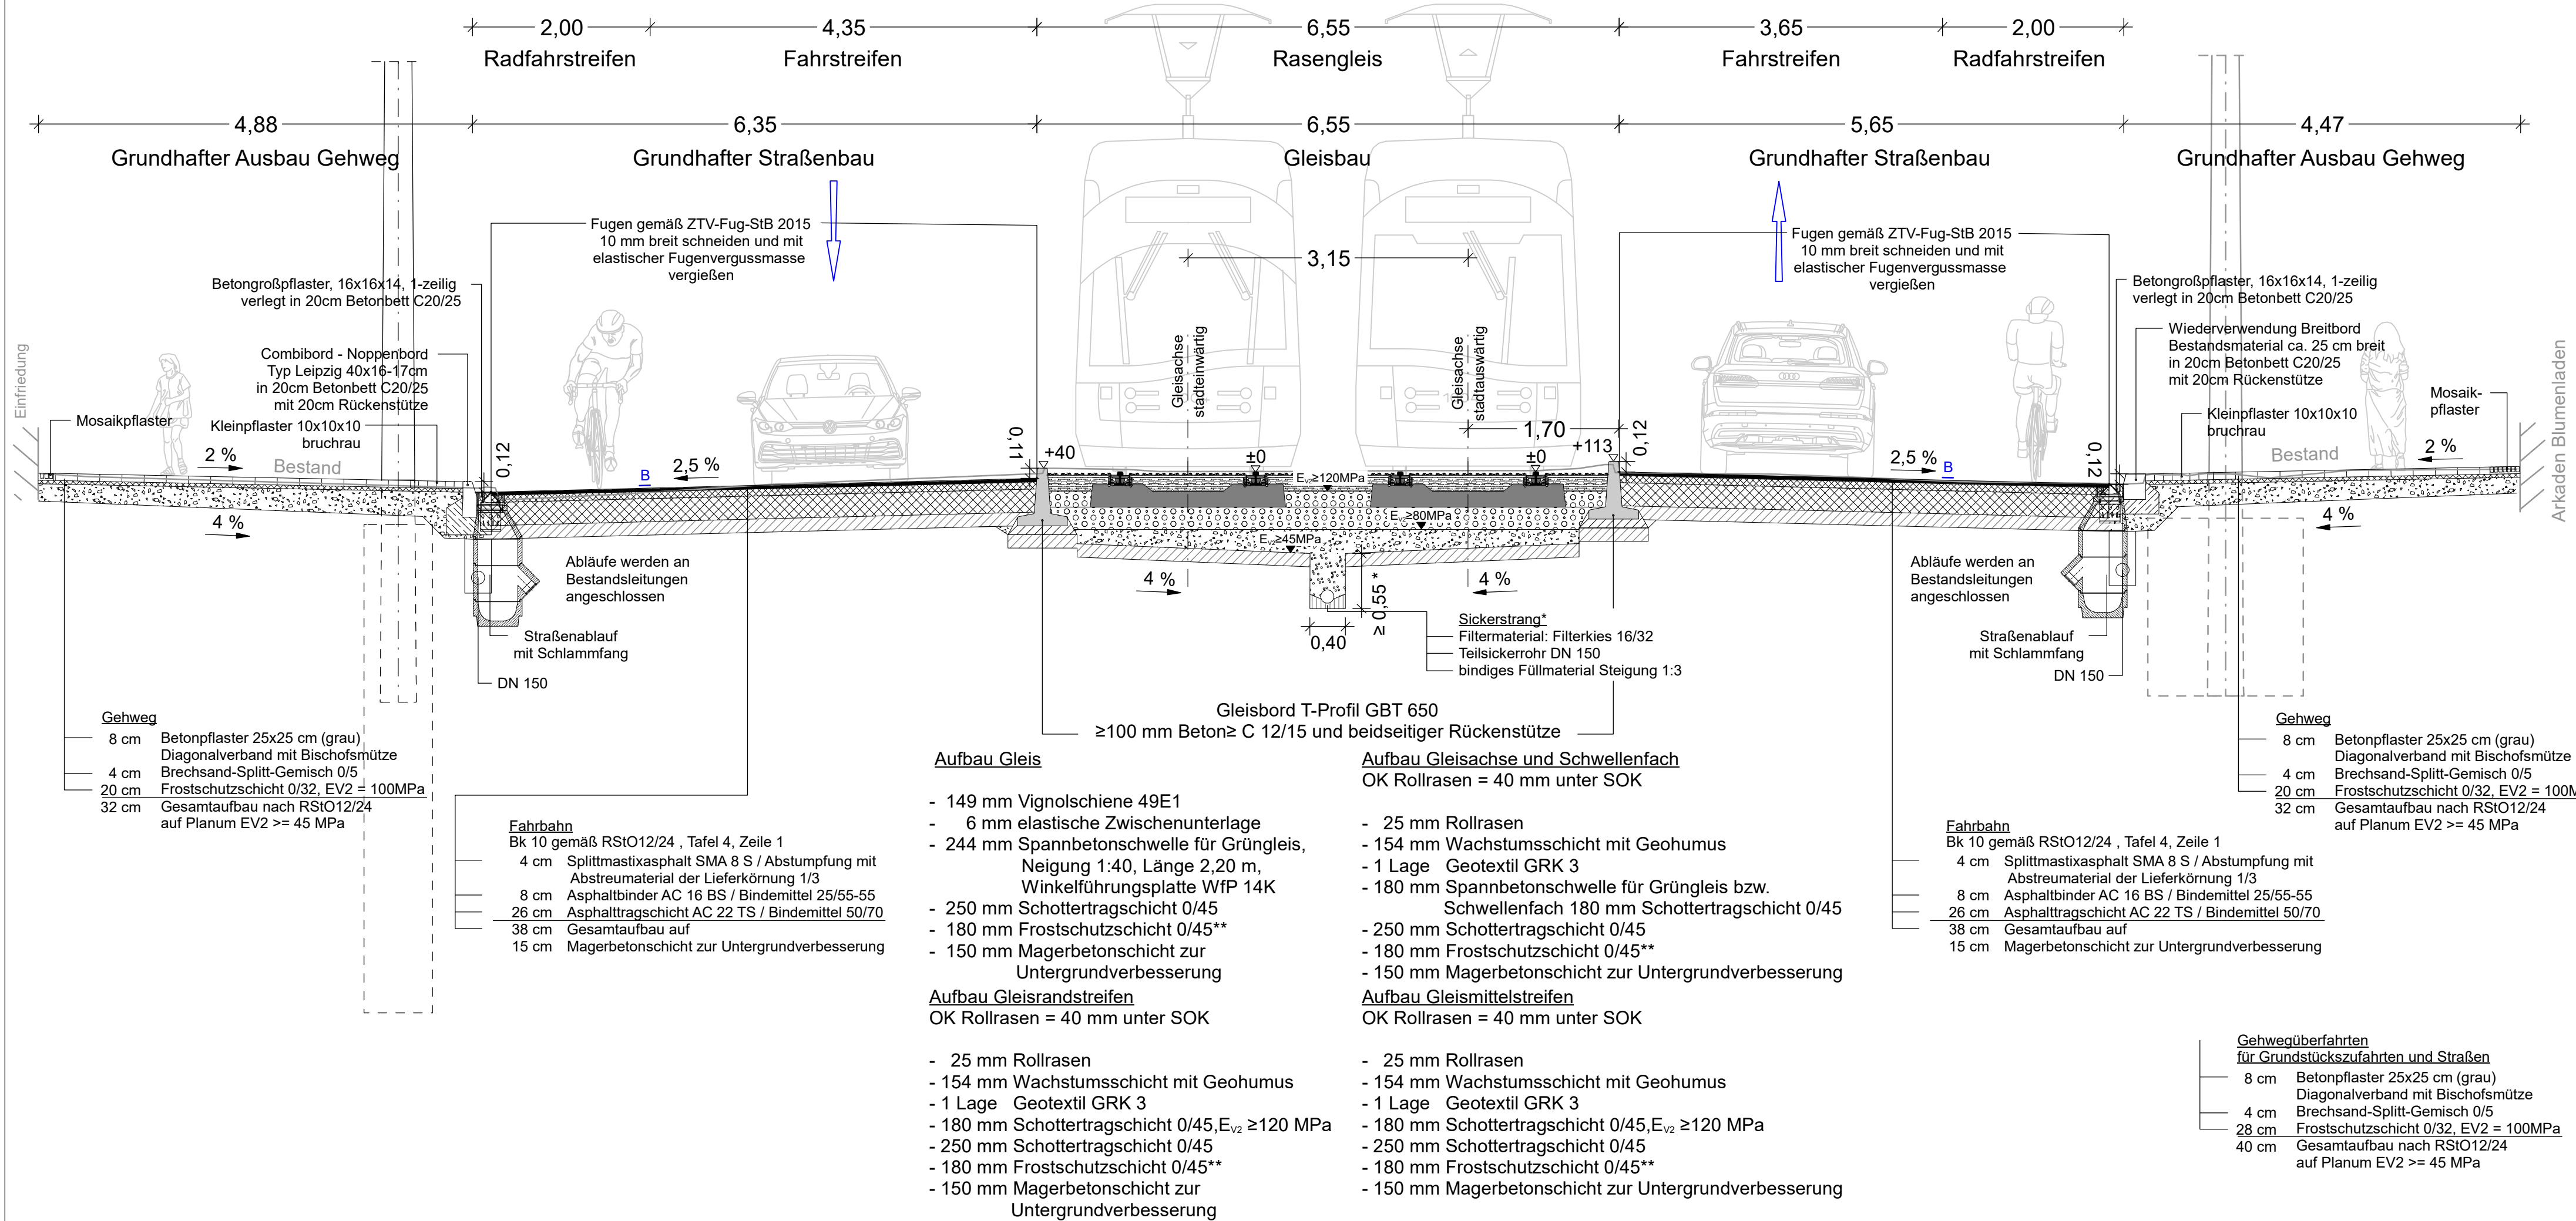 2,00 4,35 6,55 3,65 2,00
Radfahrstreifen Fahrstreifen Rasengleis Fahrstreifen Radfahrstreifen
4,88 6,35 6,55 5,65 4,47
Grundhafter Ausbau Gehweg Grundhafter Straßenbau Gleisbau Grundhafter Straßenbau Grundhafter Ausbau Gehweg
Fugen gemäß ZTV-Fug-StB 2015
10 mm breit schneiden und mit
elastischer Fugenvergussmasse
vergießen
3,15
Fugen gemäß ZTV-Fug-StB 2015
10 mm breit schneiden und mit
elastischer Fugenvergussmasse
vergießen
Betongroßpflaster, 16x16x14, 1-zeilig
verlegt in 20cm Betonbett C20/25
Combibord - Noppenbord
Typ Leipzig 40x16-17cm
in 20cm Betonbett C20/25
mit 20cm Rückenstütze
Kleinpflaster 10x10x10
bruchrau
Mosaikpflaster
Einfriedung
2 %
Bestand
4 %
0,12
B
2,5 %
0,11
+40
Gleisachse
stadteinwärtig
±0
Gleisachse
stadtauswärtig
1,70
±0
+113
0,12
EV2≥120MPa
EV2≥80MPa
EV2≥45MPa
4 %
4 %
0,40
≥ 0,55 *
2,5 %
B
0,12
Betongroßpflaster, 16x16x14, 1-zeilig
verlegt in 20cm Betonbett C20/25
Wiederverwendung Breitbord
Bestandsmaterial ca. 25 cm breit
in 20cm Betonbett C20/25
mit 20cm Rückenstütze
Kleinpflaster 10x10x10
bruchrau
Mosaik-
pflaster
Bestand
2 %
4 %
Arkaden Blumenladen
Abläufe werden an
Bestandsleitungen
angeschlossen
Straßenablauf
mit Schlammfang
DN 150
Sickerstrang*
Filtermaterial: Filterkies 16/32
Teilsickerrohr DN 150
bindiges Füllmaterial Steigung 1:3
Abläufe werden an
Bestandsleitungen
angeschlossen
Straßenablauf
mit Schlammfang
DN 150
Gleisbord T-Profil GBT 650
≥100 mm Beton≥ C 12/15 und beidseitiger Rückenstütze
Gehweg
8 cm Betonpflaster 25x25 cm (grau)
Diagonalverband mit Bischofsmütze
4 cm Brechsand-Splitt-Gemisch 0/5
20 cm Frostschutzschicht 0/32, EV2 = 100MPa
32 cm Gesamtaufbau nach RStO12/24
auf Planum EV2 >= 45 MPa
Fahrbahn
Bk 10 gemäß RStO12/24 , Tafel 4, Zeile 1
4 cm Splittmastixasphalt SMA 8 S / Abstumpfung mit
Abstreumaterial der Lieferkörnung 1/3
8 cm Asphaltbinder AC 16 BS / Bindemittel 25/55-55
26 cm Asphalttragschicht AC 22 TS / Bindemittel 50/70
38 cm Gesamtaufbau auf
15 cm Magerbetonschicht zur Untergrundverbesserung
Aufbau Gleis
- 149 mm Vignolschiene 49E1
- 6 mm elastische Zwischenunterlage
- 244 mm Spannbetonschwelle für Grüngleis,
Neigung 1:40, Länge 2,20 m,
Winkelführungsplatte WfP 14K
- 250 mm Schottertragschicht 0/45
- 180 mm Frostschutzschicht 0/45**
- 150 mm Magerbetonschicht zur
Untergrundverbesserung
Aufbau Gleisachse und Schwellenfach
OK Rollrasen = 40 mm unter SOK
- 25 mm Rollrasen
- 154 mm Wachstumsschicht mit Geohumus
- 1 Lage Geotextil GRK 3
- 180 mm Spannbetonschwelle für Grüngleis bzw.
Schwellenfach 180 mm Schottertragschicht 0/45
- 250 mm Schottertragschicht 0/45
- 180 mm Frostschutzschicht 0/45**
- 150 mm Magerbetonschicht zur Untergrundverbesserung
Aufbau Gleisrandstreifen
OK Rollrasen = 40 mm unter SOK
- 25 mm Rollrasen
- 154 mm Wachstumsschicht mit Geohumus
- 1 Lage Geotextil GRK 3
- 180 mm Schottertragschicht 0/45,EV2 ≥120 MPa
- 250 mm Schottertragschicht 0/45
- 180 mm Frostschutzschicht 0/45**
- 150 mm Magerbetonschicht zur
Untergrundverbesserung
Aufbau Gleismittelstreifen
OK Rollrasen = 40 mm unter SOK
- 25 mm Rollrasen
- 154 mm Wachstumsschicht mit Geohumus
- 1 Lage Geotextil GRK 3
- 180 mm Schottertragschicht 0/45,EV2 ≥120 MPa
- 250 mm Schottertragschicht 0/45
- 180 mm Frostschutzschicht 0/45**
- 150 mm Magerbetonschicht zur Untergrundverbesserung
Fahrbahn
Bk 10 gemäß RStO12/24 , Tafel 4, Zeile 1
4 cm Splittmastixasphalt SMA 8 S / Abstumpfung mit
Abstreumaterial der Lieferkörnung 1/3
8 cm Asphaltbinder AC 16 BS / Bindemittel 25/55-55
26 cm Asphalttragschicht AC 22 TS / Bindemittel 50/70
38 cm Gesamtaufbau auf
15 cm Magerbetonschicht zur Untergrundverbesserung
Gehweg
8 cm Betonpflaster 25x25 cm (grau)
Diagonalverband mit Bischofsmütze
4 cm Brechsand-Splitt-Gemisch 0/5
20 cm Frostschutzschicht 0/32, EV2 = 100M
32 cm Gesamtaufbau nach RStO12/24
auf Planum EV2 >= 45 MPa
Gehwegüberfahrten
für Grundstückszufahrten und Straßen
8 cm Betonpflaster 25x25 cm (grau)
Diagonalverband mit Bischofsmütze
4 cm Brechsand-Splitt-Gemisch 0/5
28 cm Frostschutzschicht 0/32, EV2 = 100MPa
40 cm Gesamtaufbau nach RStO12/24
auf Planum EV2 >= 45 MPa